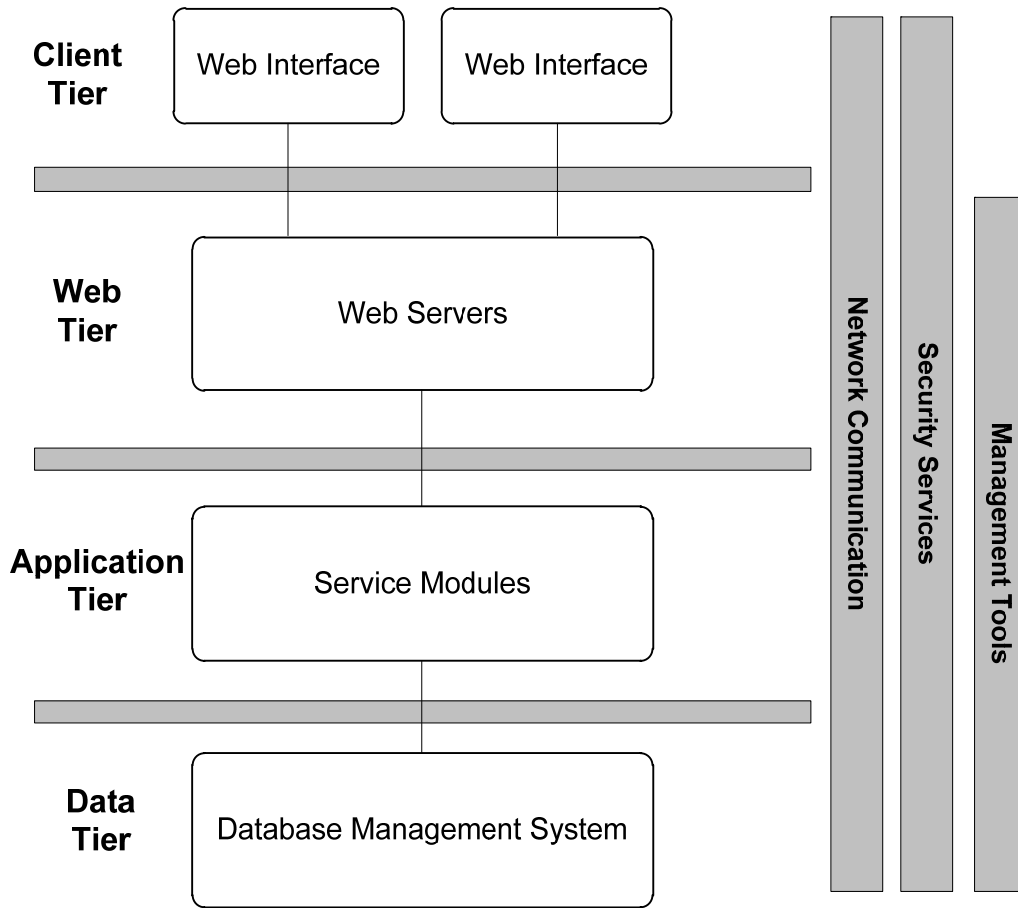 Client
Tier
Web Interface
Web Interface
Web
Tier
Web Servers
Application
Tier
Service Modules
Data
Tier
Database Management System
Network Communication
Security Services
Management Tools